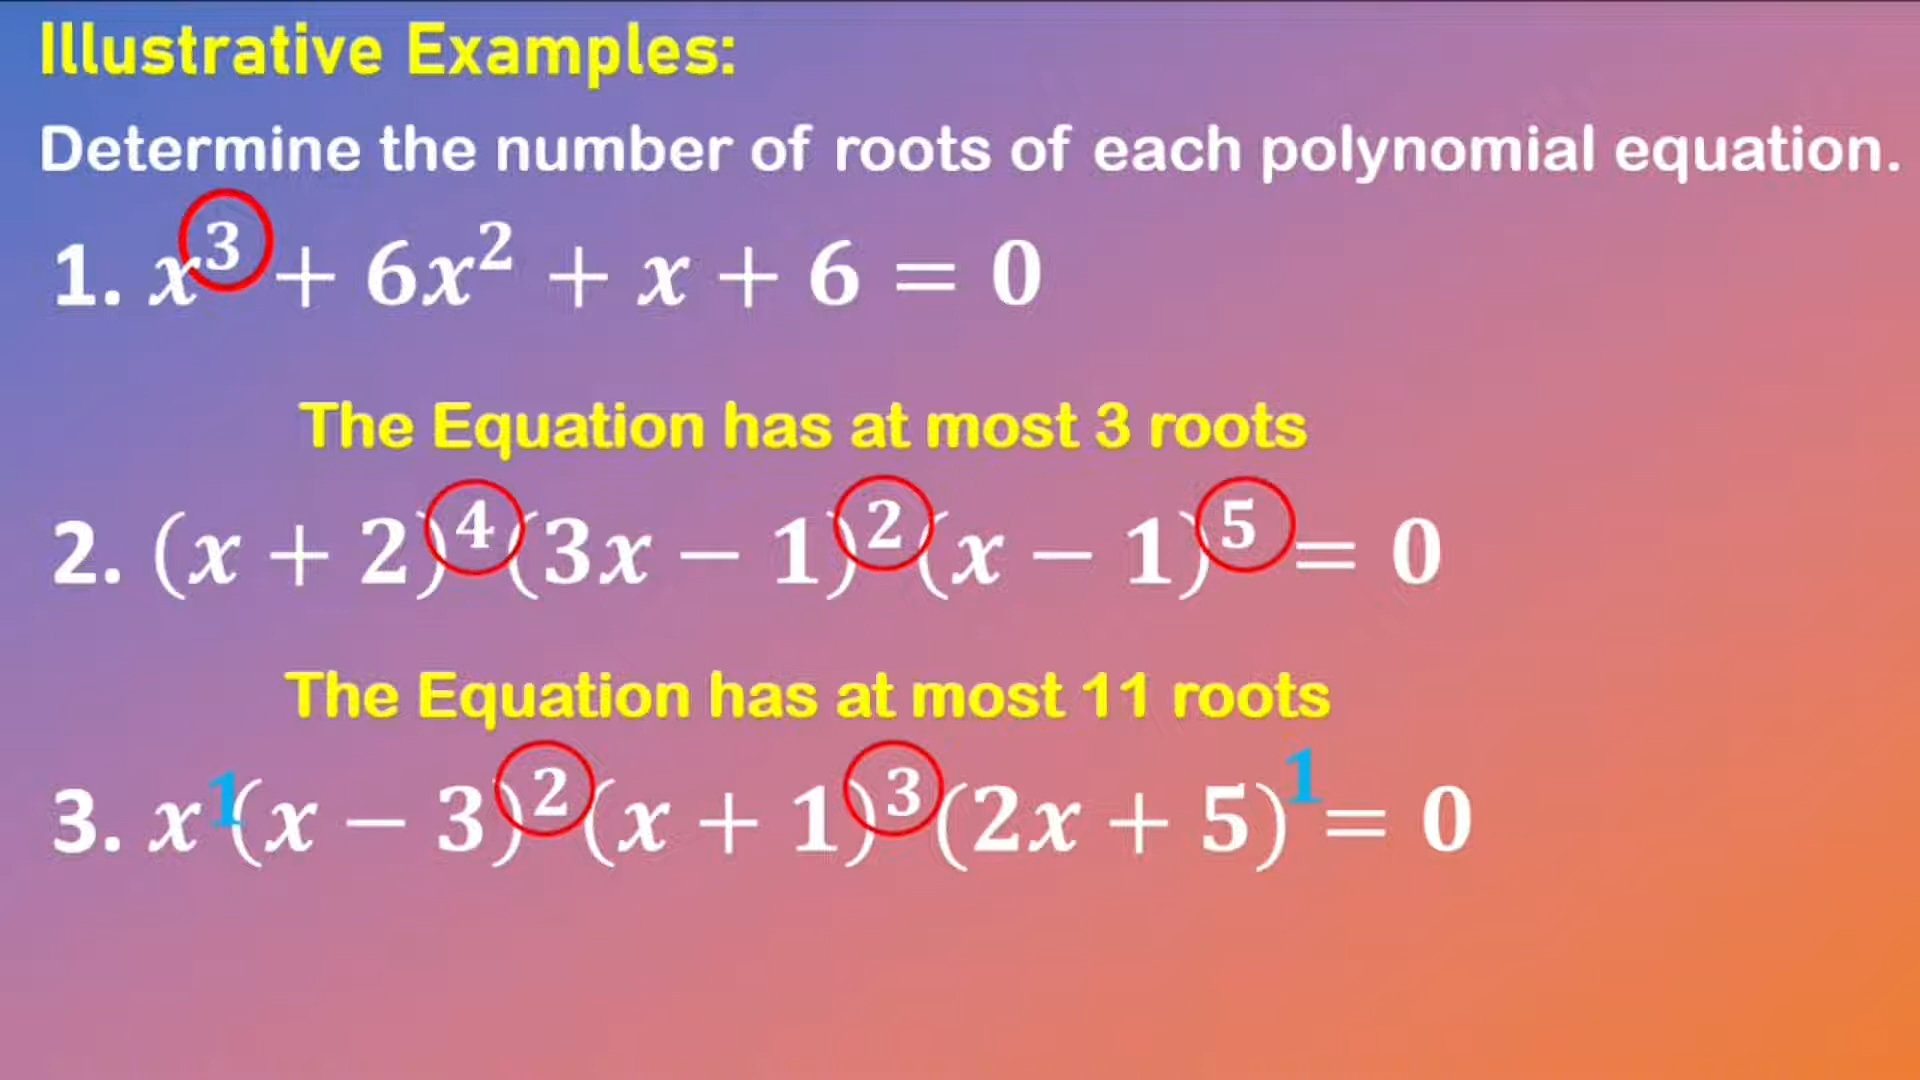 Illustrative Examples:
Determine the number of roots of each polynomial equation.
1. x³ + 6x² + x + 6 = 0
The Equation has at most 3 roots
2. (x + 2)⁴(3x − 1)²(x − 1)⁵ = 0
The Equation has at most 11 roots
3. x¹(x − 3)²(x + 1)³(2x + 5)¹ = 0